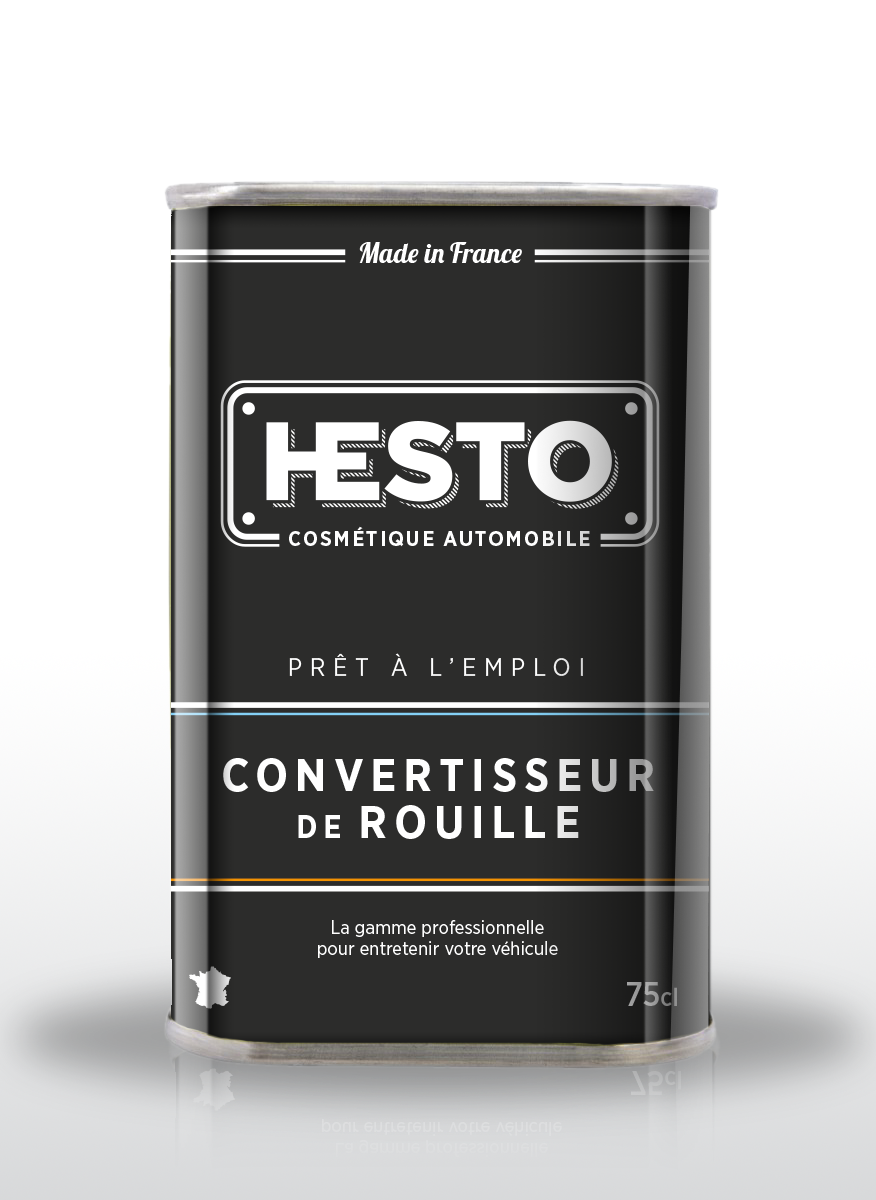 Made in France
HESTO
COSMÉTIQUE AUTOMOBILE
PRÊT À L'EMPLOI
CONVERTISSEUR
DE ROUILLE
La gamme professionnelle
pour entretenir votre véhicule
75cl